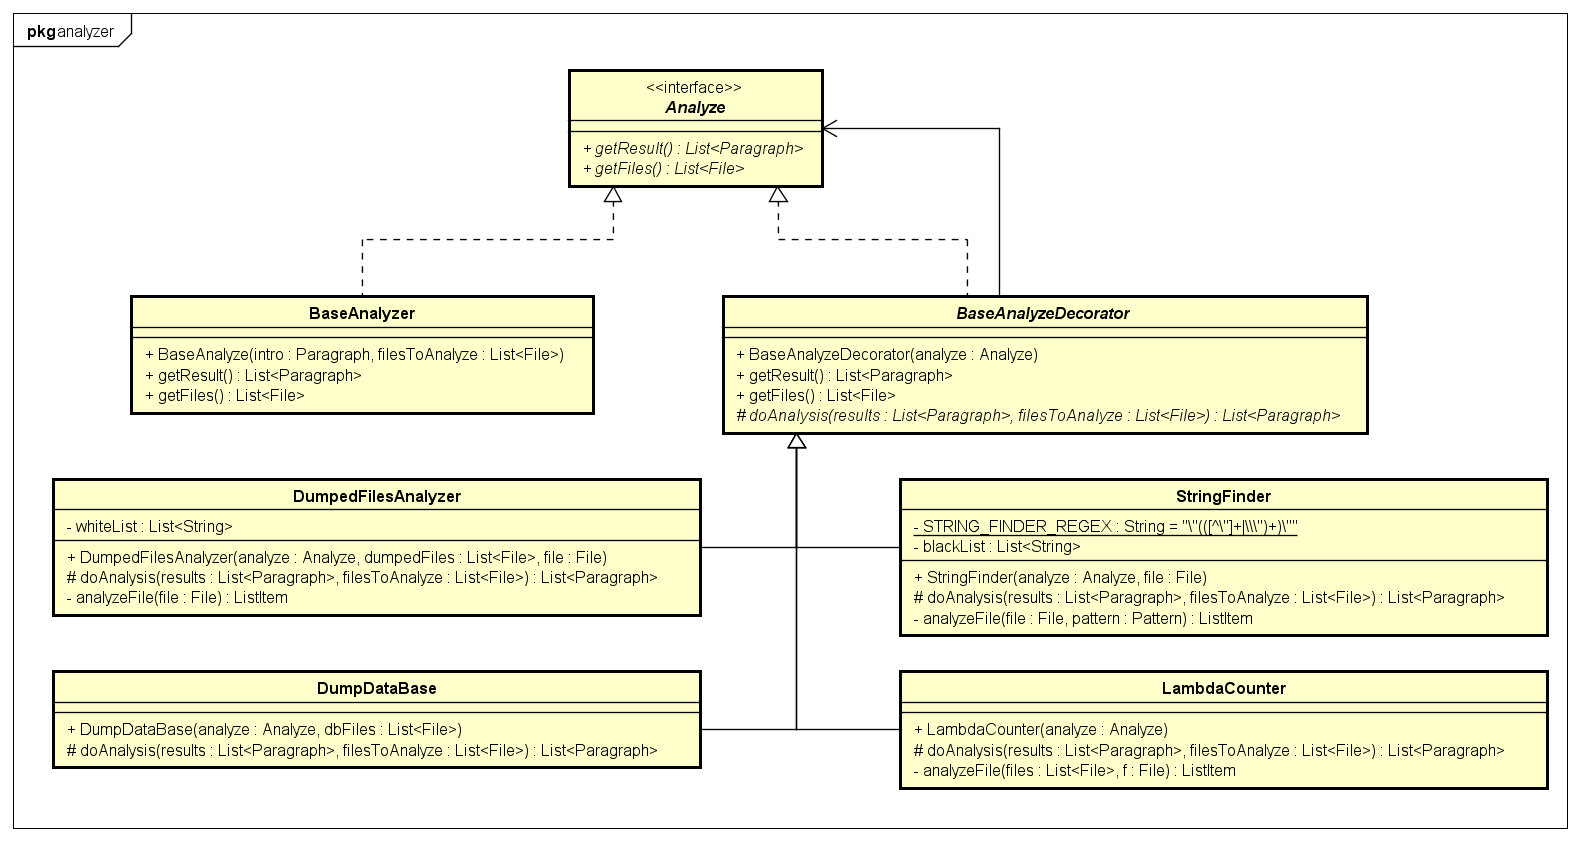 pkg analyzer
<<interface>>
Analyze
+ getResult() : List<Paragraph>
+ getFiles() : List<File>
BaseAnalyzer
+ BaseAnalyze(intro : Paragraph, filesToAnalyze : List<File>)
+ getResult() : List<Paragraph>
+ getFiles() : List<File>
BaseAnalyzeDecorator
+ BaseAnalyzeDecorator(analyze : Analyze)
+ getResult() : List<Paragraph>
+ getFiles() : List<File>
# doAnalysis(results : List<Paragraph>, filesToAnalyze : List<File>) : List<Paragraph>
DumpedFilesAnalyzer
- whiteList : List<String>
+ DumpedFilesAnalyzer(analyze : Analyze, dumpedFiles : List<File>, file : File)
# doAnalysis(results : List<Paragraph>, filesToAnalyze : List<File>) : List<Paragraph>
- analyzeFile(file : File) : ListItem
StringFinder
- STRING_FINDER_REGEX : String = "\"(([^\"]+|\\\")+)\""
- blackList : List<String>
+ StringFinder(analyze : Analyze, file : File)
# doAnalysis(results : List<Paragraph>, filesToAnalyze : List<File>) : List<Paragraph>
- analyzeFile(file : File, pattern : Pattern) : ListItem
DumpDataBase
+ DumpDataBase(analyze : Analyze, dbFiles : List<File>)
# doAnalysis(results : List<Paragraph>, filesToAnalyze : List<File>) : List<Paragraph>
LambdaCounter
+ LambdaCounter(analyze : Analyze)
# doAnalysis(results : List<Paragraph>, filesToAnalyze : List<File>) : List<Paragraph>
- analyzeFile(files : List<File>, f : File) : ListItem